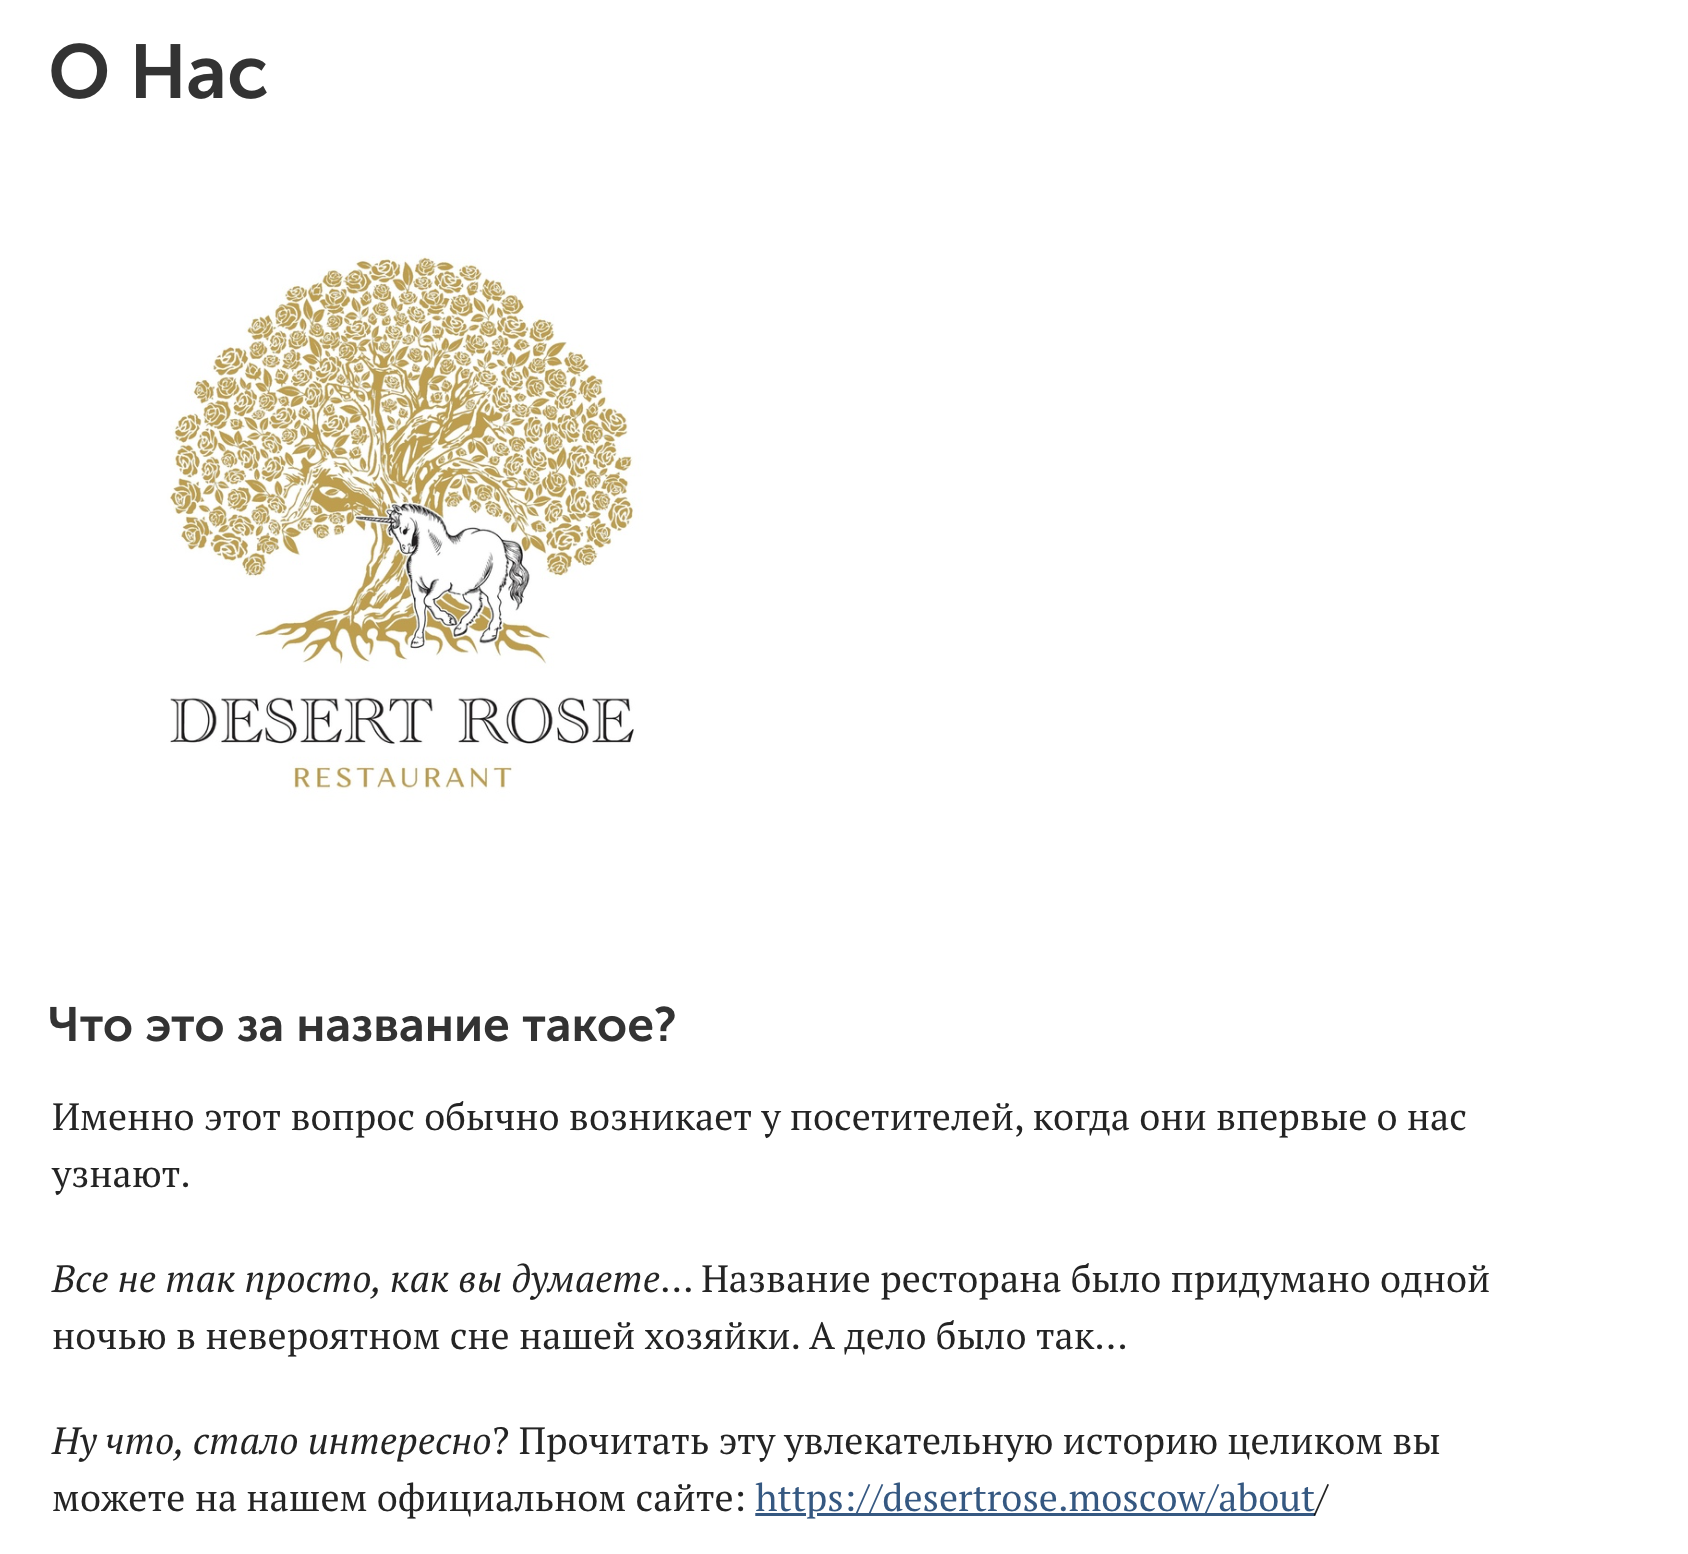 О Нас
DESERT ROSE
RESTAURANT
Что это за название такое?
Именно этот вопрос обычно возникает у посетителей, когда они впервые о нас
узнают.
Все не так просто, как вы думаете... Название ресторана было придумано одной
ночью в невероятном сне нашей хозяйки. А дело было так...
Ну что, стало интересно? Прочитать эту увлекательную историю целиком вы
можете на нашем официальном сайте: https://desertrose.moscow/about/